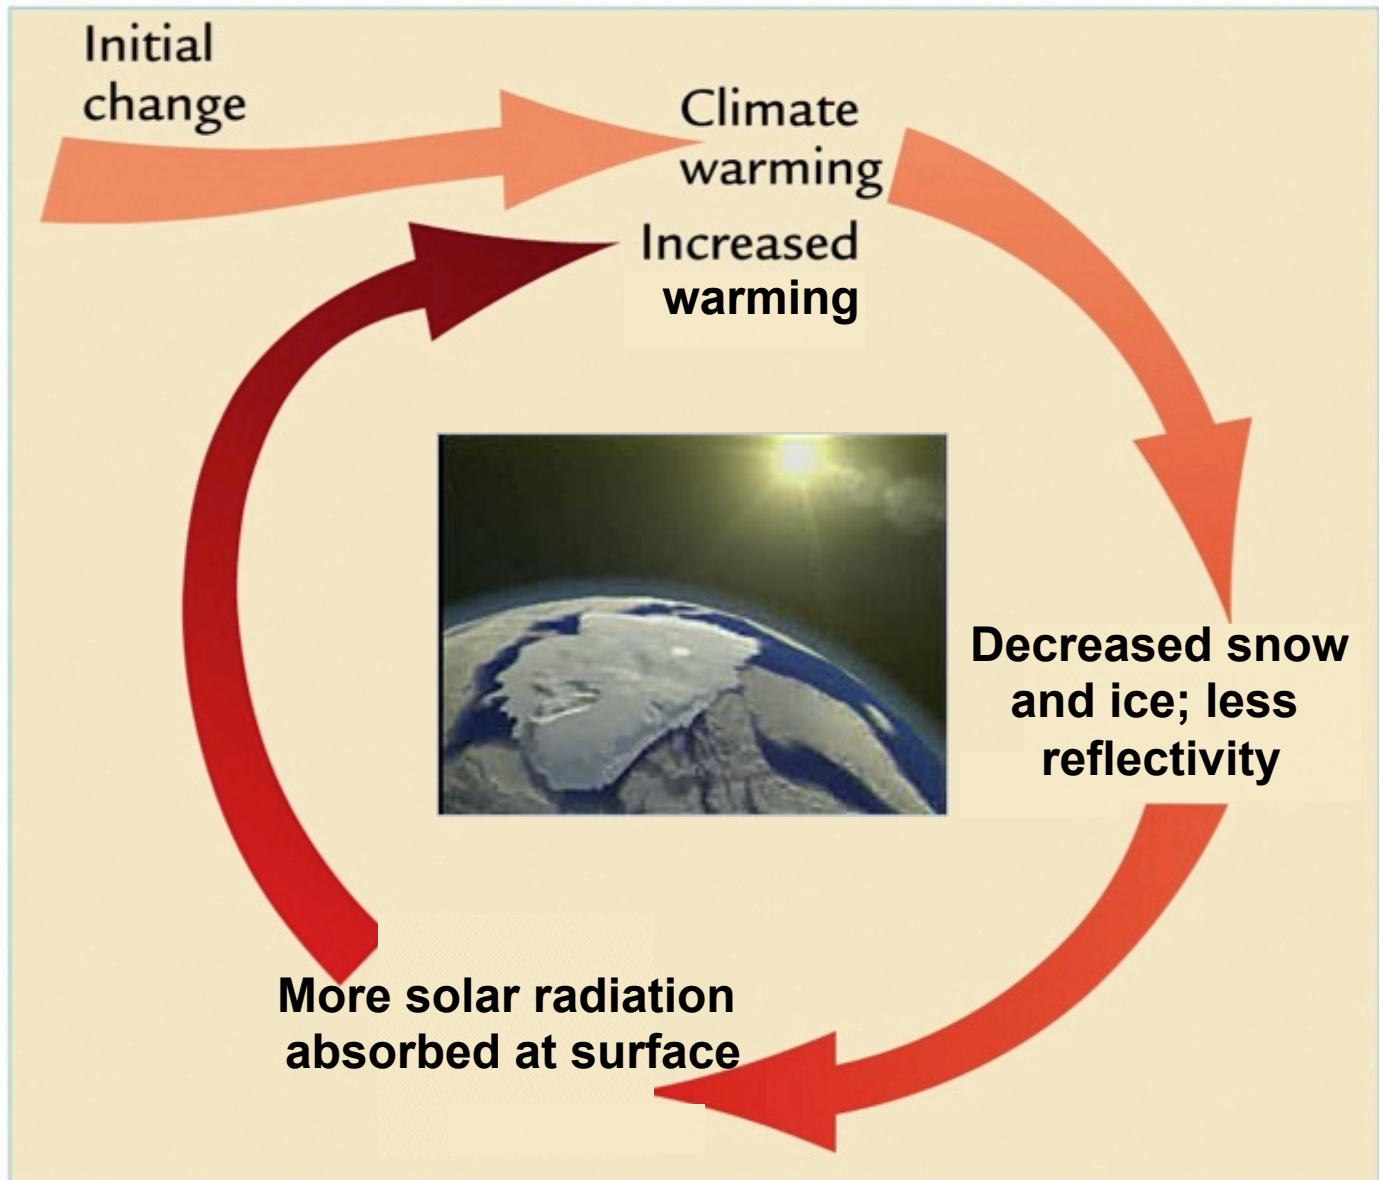 Initial
change
Climate
warming
Increased
warming
Decreased snow
and ice; less
reflectivity
More solar radiation
absorbed at surface